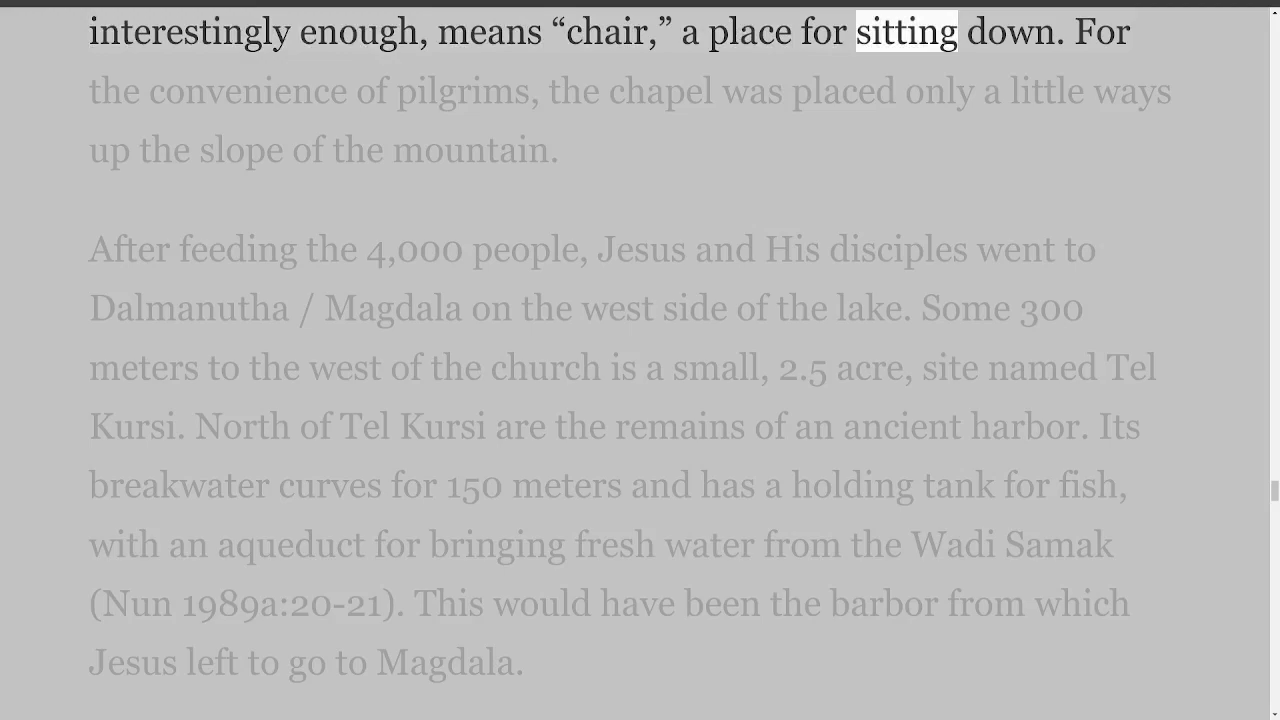 interestingly enough, means “chair,” a place for sitting down. For
the convenience of pilgrims, the chapel was placed only a little ways
up the slope of the mountain.
After feeding the 4,000 people, Jesus and His disciples went to
Dalmanutha / Magdala on the west side of the lake. Some 300
meters to the west of the church is a small, 2.5 acre, site named Tel
Kursi. North of Tel Kursi are the remains of an ancient harbor. Its
breakwater curves for 150 meters and has a holding tank for fish,
with an aqueduct for bringing fresh water from the Wadi Samak
(Nun 1989a:20-21). This would have been the barbor from which
Jesus left to go to Magdala.